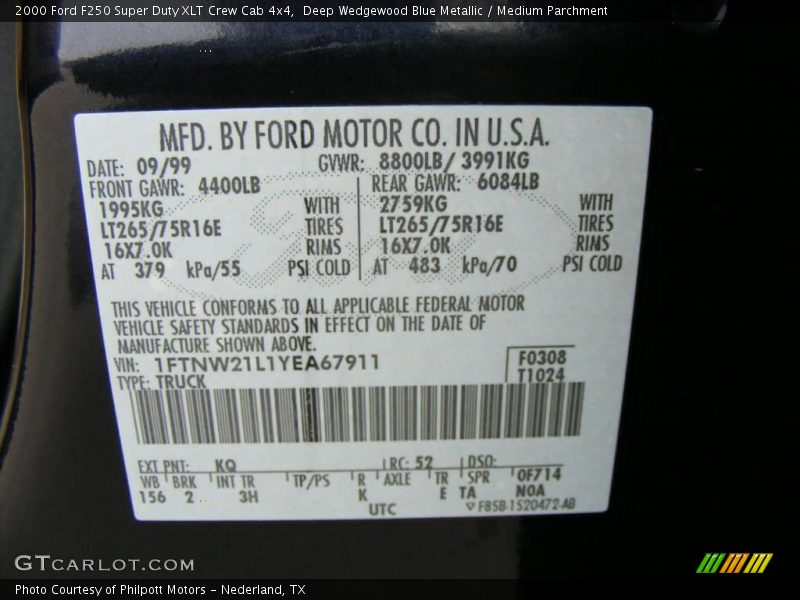 2000 Ford F250 Super Duty XLT Crew Cab 4x4, Deep Wedgewood Blue Metallic / Medium Parchment
MFD. BY FORD MOTOR CO. IN U.S.A.
DATE: 09/99 GVWR: 8800LB/ 3991KG
FRONT GAWR: 4400LB REAR GAWR: 6084LB
1995KG WITH 2759KG WITH
LT265/75R16E TIRES LT265/75R16E TIRES
16X7.0K RIMS 16X7.0K RIMS
AT 379 kPa/55 PSI COLD AT 483 kPa/70 PSI COLD
THIS VEHICLE CONFORMS TO ALL APPLICABLE FEDERAL MOTOR
VEHICLE SAFETY STANDARDS IN EFFECT ON THE DATE OF
MANUFACTURE SHOWN ABOVE.
VIN: 1FTNW21L1YEA67911 F0308
TYPE: TRUCK T1024
EXT PNT: KQ RC: 52 DSO:
WB BRK INT TR TP/PS R AXLE TR SPR 0F714
156 2 3H K E TA NOA
UTC F85B-1520472-AB
GTCARLOT.COM
Photo Courtesy of Philpott Motors - Nederland, TX